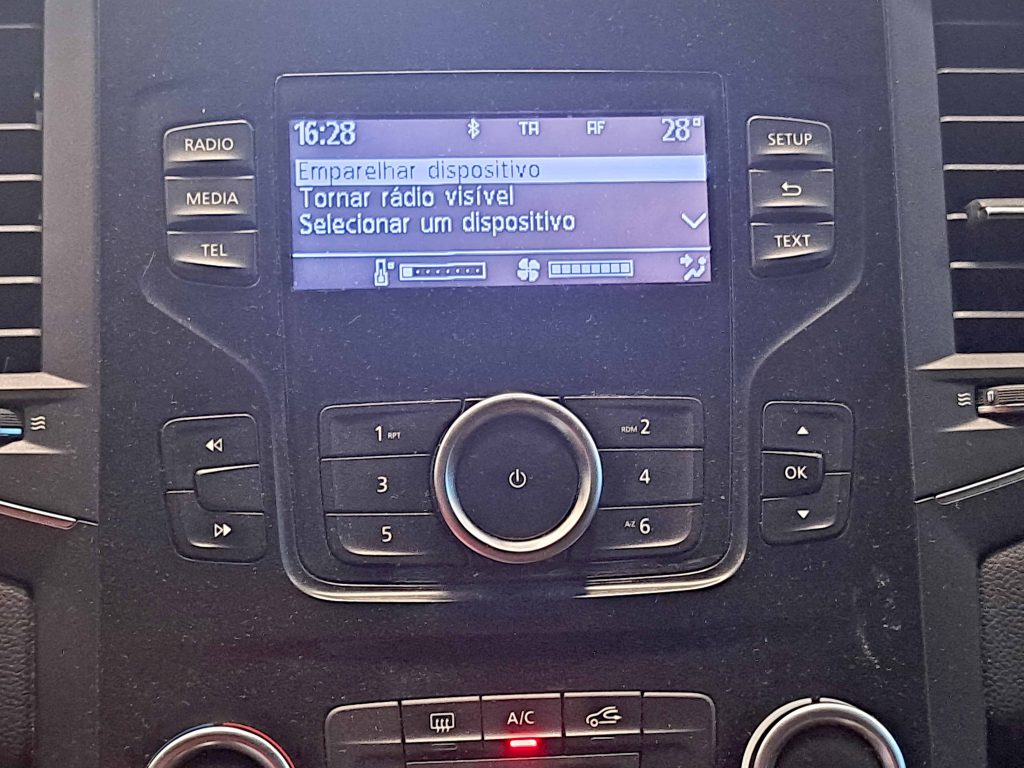 RADIO
MEDIA
TEL
16:28 TA AF 28°
Emparelhar dispositivo
Tornar rádio visível
Selecionar um dispositivo
SETUP
TEXT
1 RPT
RDM 2
3
4
5
A-Z 6
OK
A/C